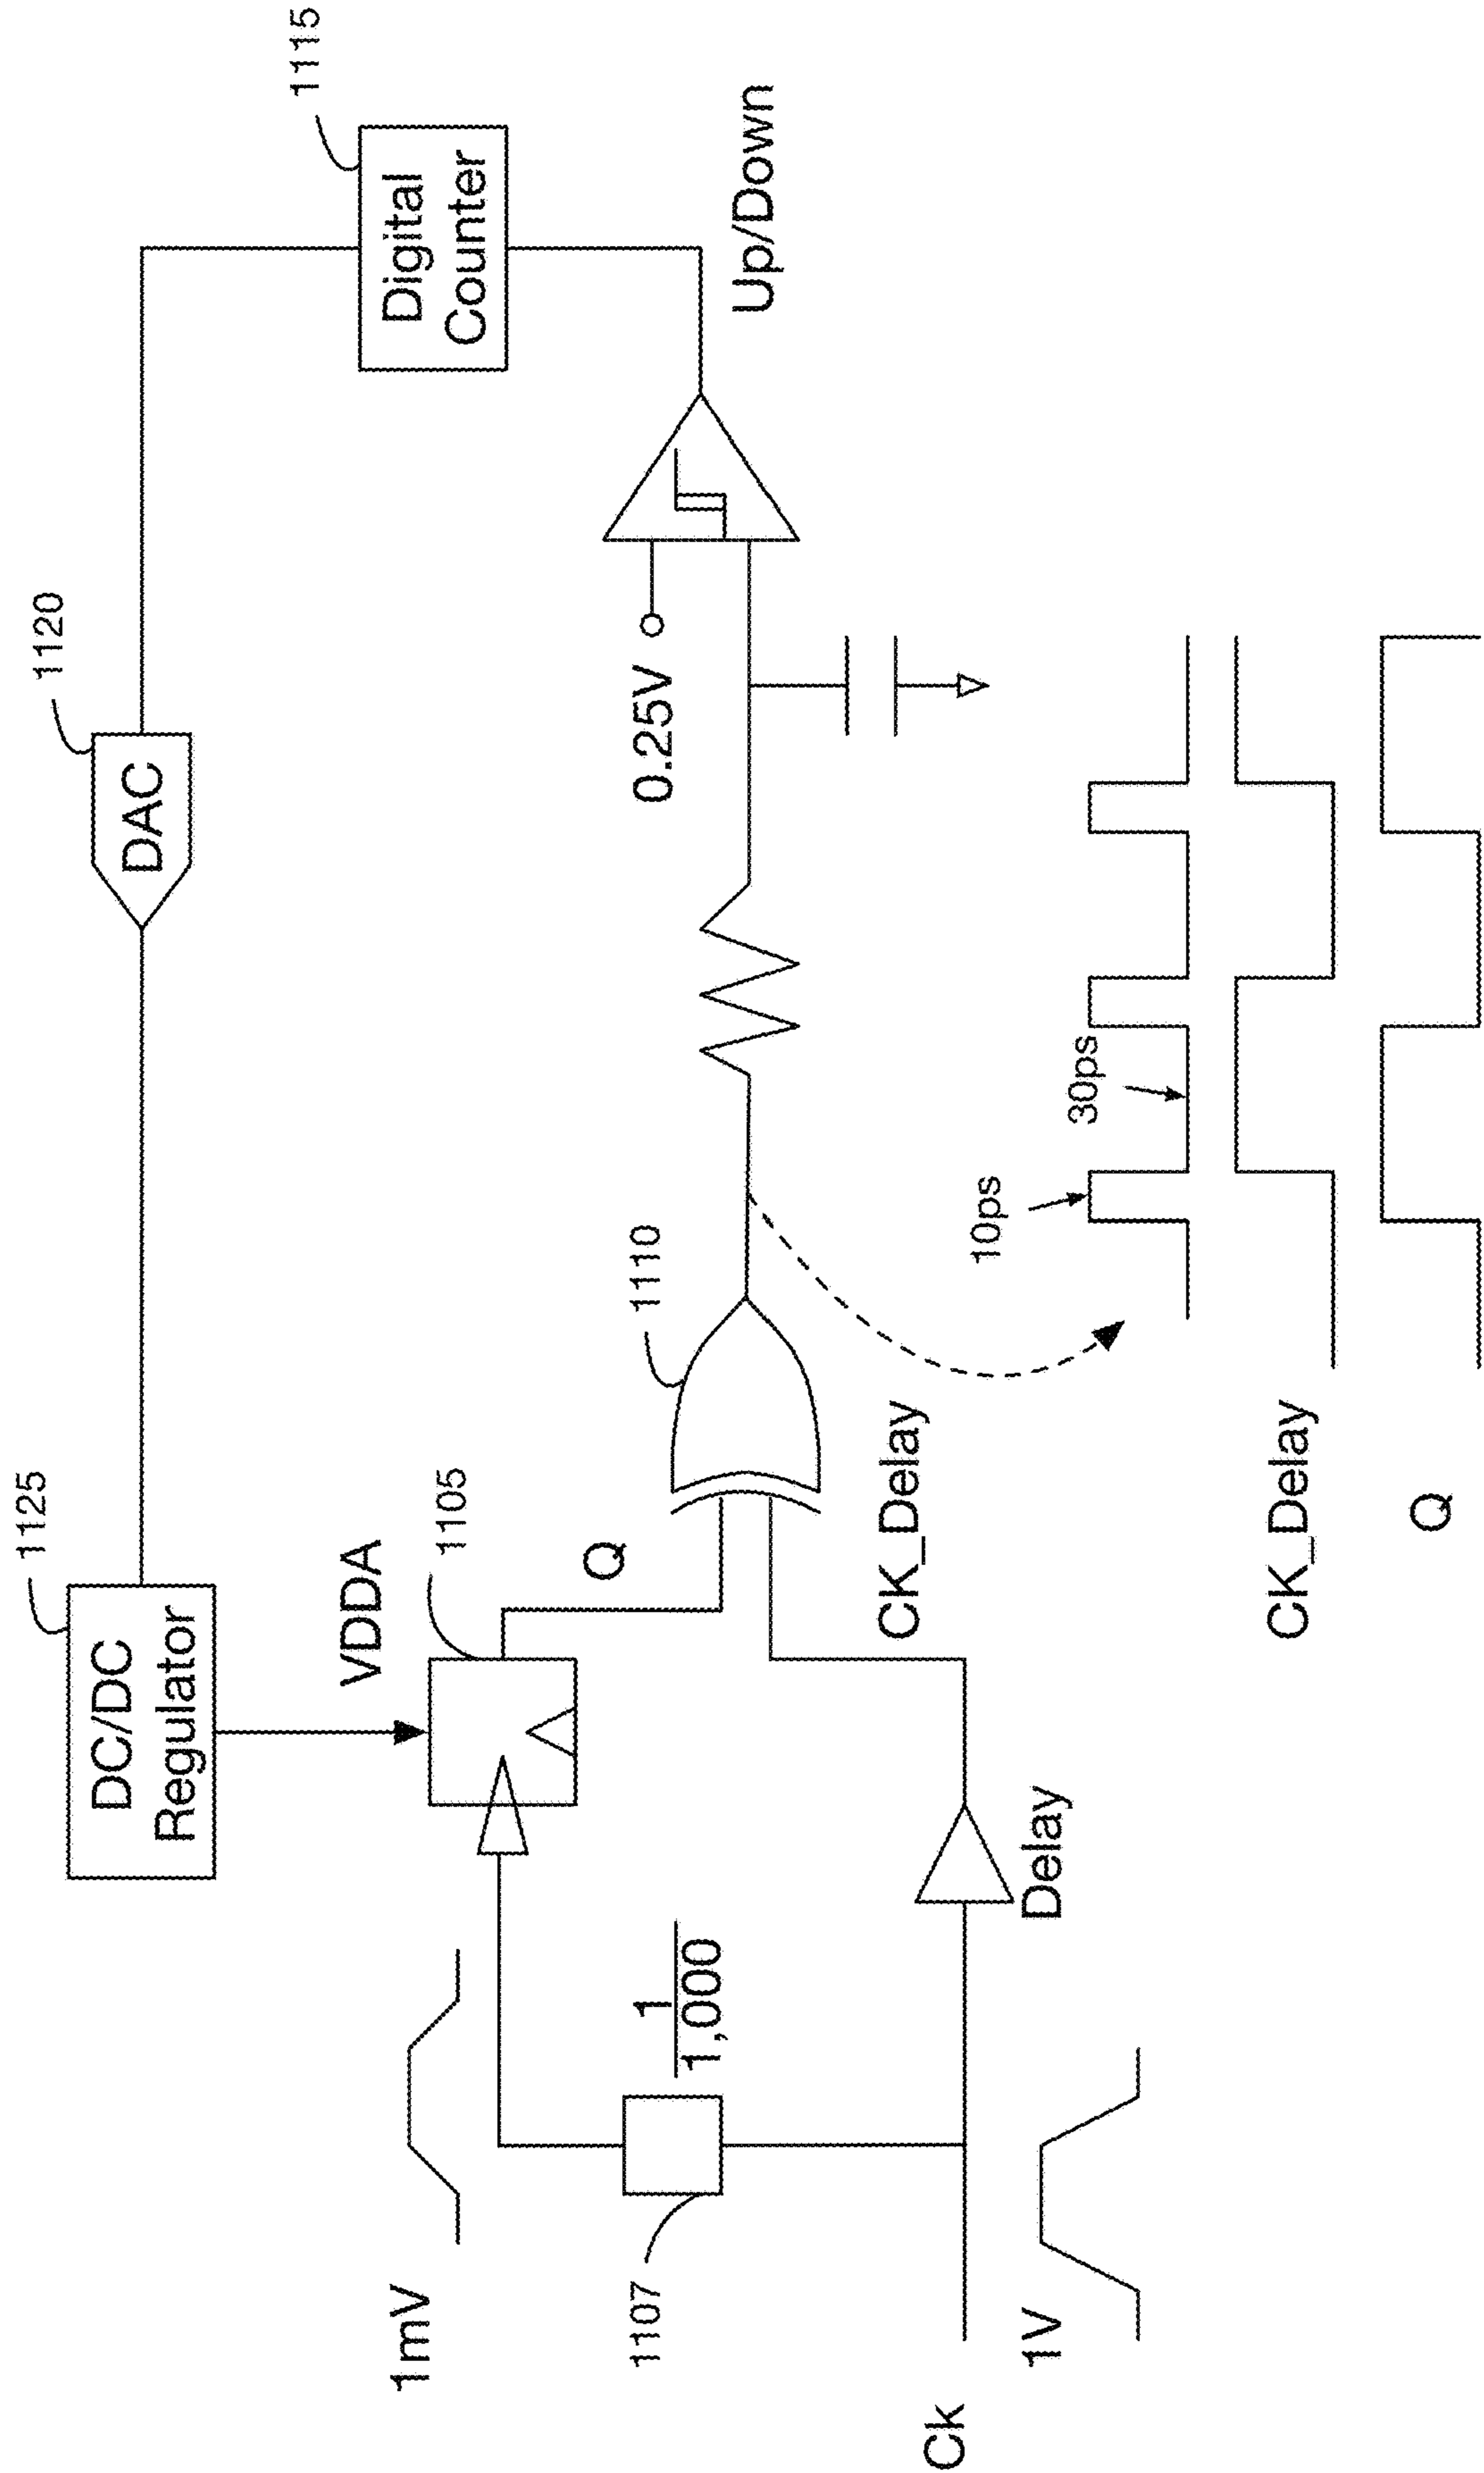 1125
DC/DC
Regulator
1120
DAC
1115
Digital
Counter
VDDA
1105
1mV
1107
1
1,000
Q
1110
0.25V
Up/Down
Ck
Delay
CK_Delay
1V
10ps
30ps
CK_Delay
Q